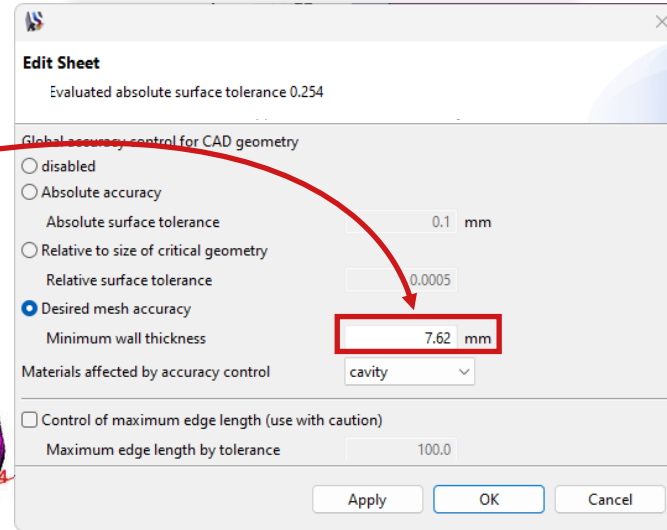 Edit Sheet
Evaluated absolute surface tolerance 0.254
Global accuracy control for CAD geometry
disabled
Absolute accuracy
Absolute surface tolerance 0.1 mm
Relative to size of critical geometry
Relative surface tolerance 0.0005
Desired mesh accuracy
Minimum wall thickness 7.62 mm
Materials affected by accuracy control cavity
Control of maximum edge length (use with caution)
Maximum edge length by tolerance 100.0
4
Apply OK Cancel